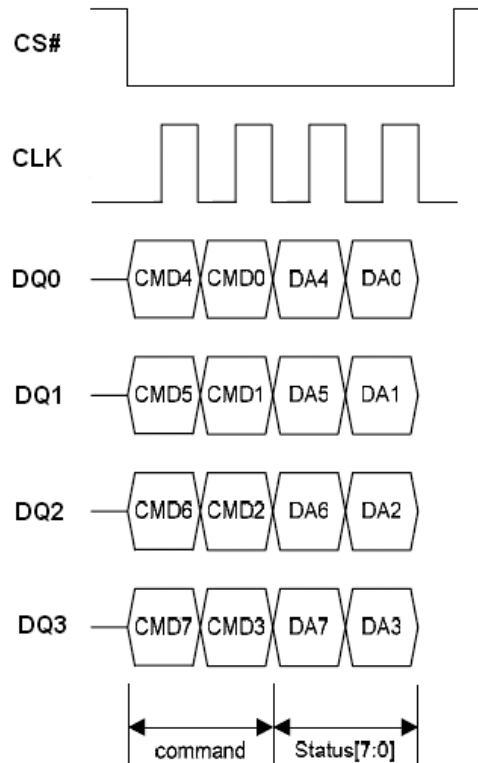 CS#
CLK
DQ0 CMD4 CMD0 DA4 DA0
DQ1 CMD5 CMD1 DA5 DA1
DQ2 CMD6 CMD2 DA6 DA2
DQ3 CMD7 CMD3 DA7 DA3
command Status[7:0]